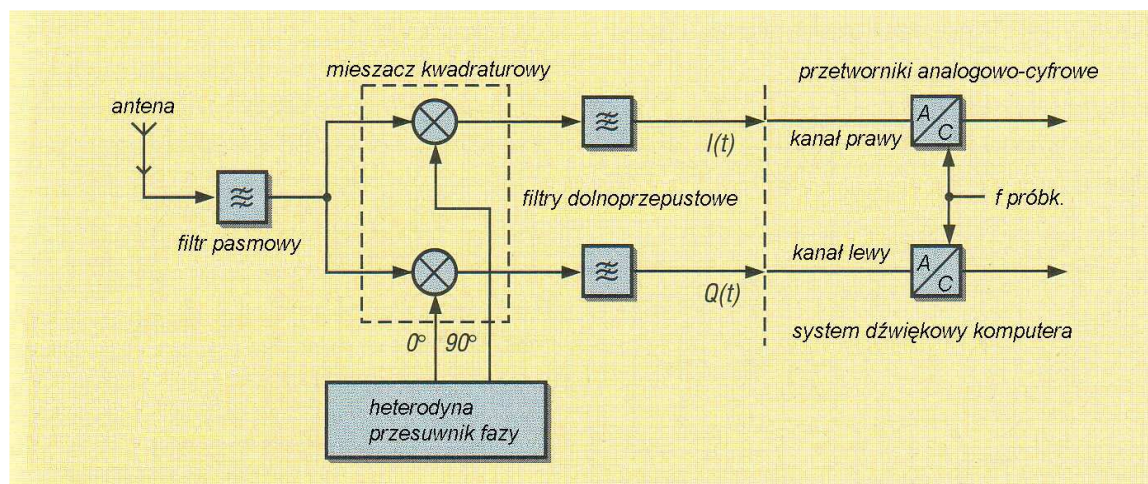 mieszacz kwadraturowy
przetworniki analogowo-cyfrowe
antena
A
C
I(t)
kanał prawy
filtry dolnoprzepustowe
f próbk.
filtr pasmowy
kanał lewy
A
C
Q(t)
0° 90°
system dźwiękowy komputera
heterodyna
przesuwnik fazy